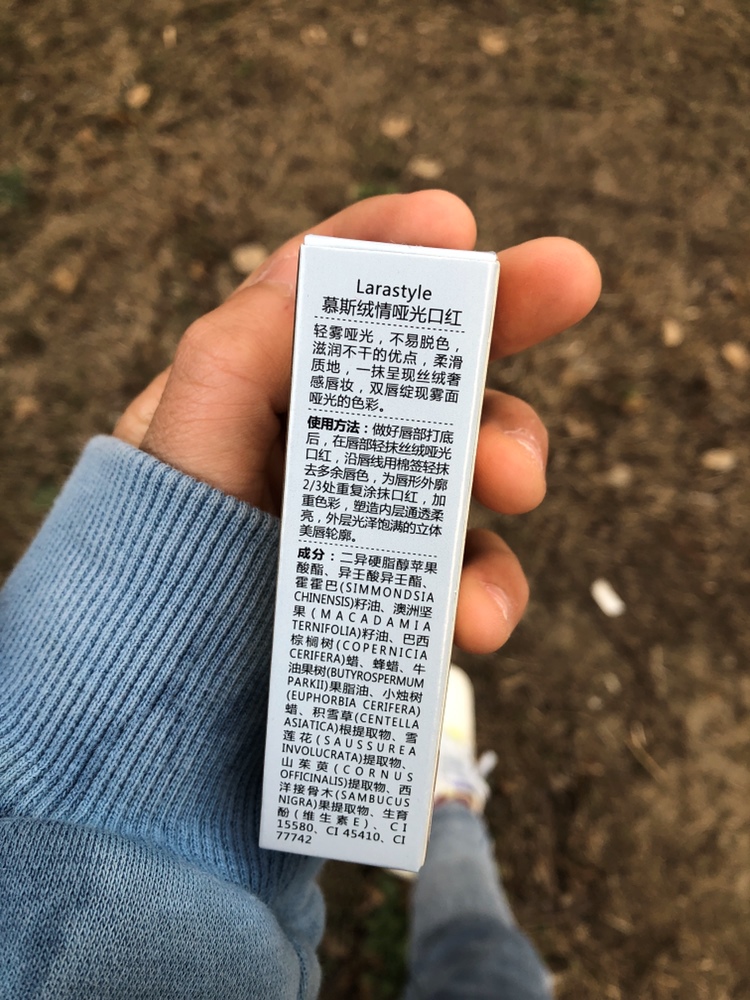 Larastyle
慕斯绒情哑光口红
轻雾哑光，不易脱色，
滋润不干的优点，柔滑
质地，一抹呈现丝绒奢
感唇妆，双唇绽现雾面
哑光的色彩。
使用方法：做好唇部打底
后，在唇部轻抹丝绒哑光
口红，沿唇线用棉签轻抹
去多余唇色，为唇形外廓
2/3处重复涂抹口红，加
重色彩，塑造内层通透柔
亮，外层光泽饱满的立体
美唇轮廓。
成分：二异硬脂醇苹果
酸酯、异壬酸异壬酯、
霍霍巴(SIMMONDSIA
CHINENSIS)籽油、澳洲坚
果(MACADAMIA
TERNIFOLIA)籽油、巴西
棕榈树(COPERNICIA
CERIFERA)蜡、蜂蜡、牛
油果树(BUTYROSPERMUM
PARKII)果脂油、小烛树
(EUPHORBIA CERIFERA)
蜡、积雪草(CENTELLA
ASIATICA)根提取物、雪
莲花(SAUSSUREA
INVOLUCRATA)提取物、
山茱萸(CORNUS
OFFICINALIS)提取物、西
洋接骨木(SAMBUCUS
NIGRA)果提取物、生育
酚(维生素E)、CI
15580、CI 45410、CI
77742